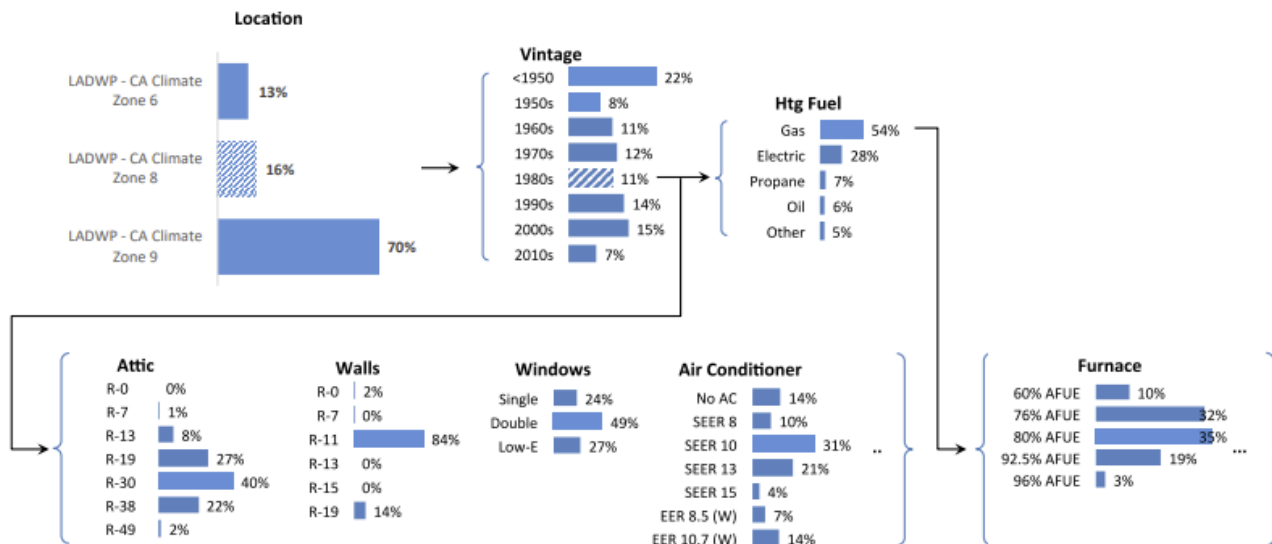 Location
LADWP - CA Climate
Zone 6
13%
LADWP - CA Climate
Zone 8
16%
LADWP - CA Climate
Zone 9
70%
Vintage
<1950 22%
1950s 8%
1960s 11%
1970s 12%
1980s 11%
1990s 14%
2000s 15%
2010s 7%
Htg Fuel
Gas 54%
Electric 28%
Propane 7%
Oil 6%
Other 5%
Attic
R-0 0%
R-7 1%
R-13 8%
R-19 27%
R-30 40%
R-38 22%
R-49 2%
Walls
R-0 2%
R-7 0%
R-11 84%
R-13 0%
R-15 0%
R-19 14%
Windows
Single 24%
Double 49%
Low-E 27%
Air Conditioner
No AC 14%
SEER 8 10%
SEER 10 31%
SEER 13 21%
SEER 15 4%
EER 8.5 (W) 7%
EER 10.7 (W) 14%
..
Furnace
60% AFUE 10%
76% AFUE 32%
80% AFUE 35%
92.5% AFUE 19%
96% AFUE 3%
...